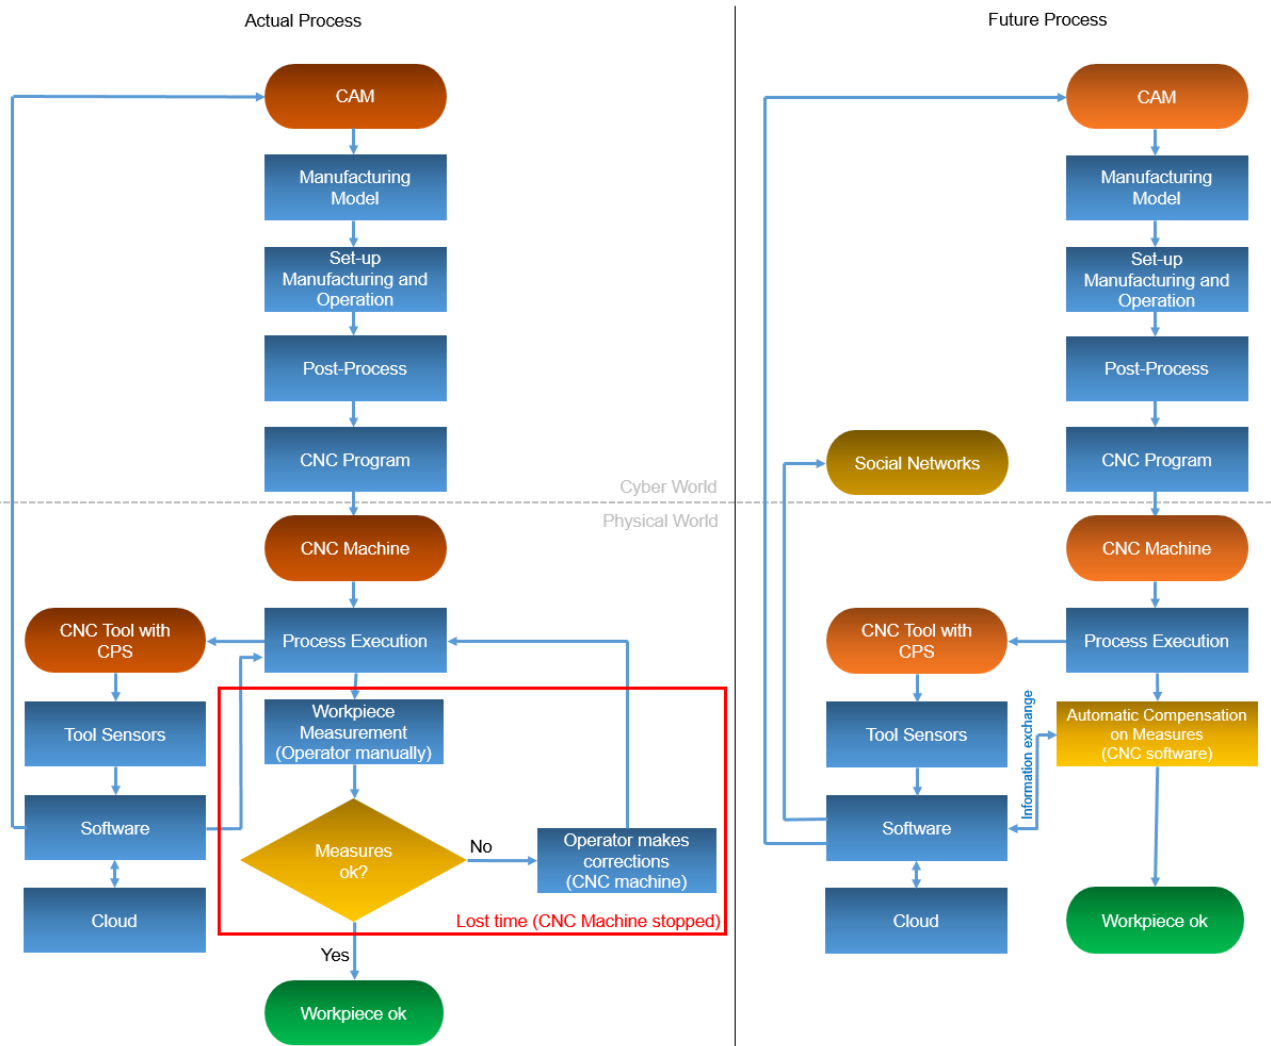 Actual Process
CAM
Manufacturing
Model
Set-up
Manufacturing and
Operation
Post-Process
CNC Program
Cyber World
Physical World
CNC Machine
CNC Tool with
CPS
Process Execution
Tool Sensors
Workpiece
Measurement
(Operator manually)
Software
Measures
ok?
No
Operator makes
corrections
(CNC machine)
Cloud
Lost time (CNC Machine stopped)
Yes
Workpiece ok
Future Process
CAM
Manufacturing
Model
Set-up
Manufacturing and
Operation
Post-Process
Social Networks
CNC Program
CNC Machine
CNC Tool with
CPS
Process Execution
Tool Sensors
Information exchange
Automatic Compensation
on Measures
(CNC software)
Software
Cloud
Workpiece ok